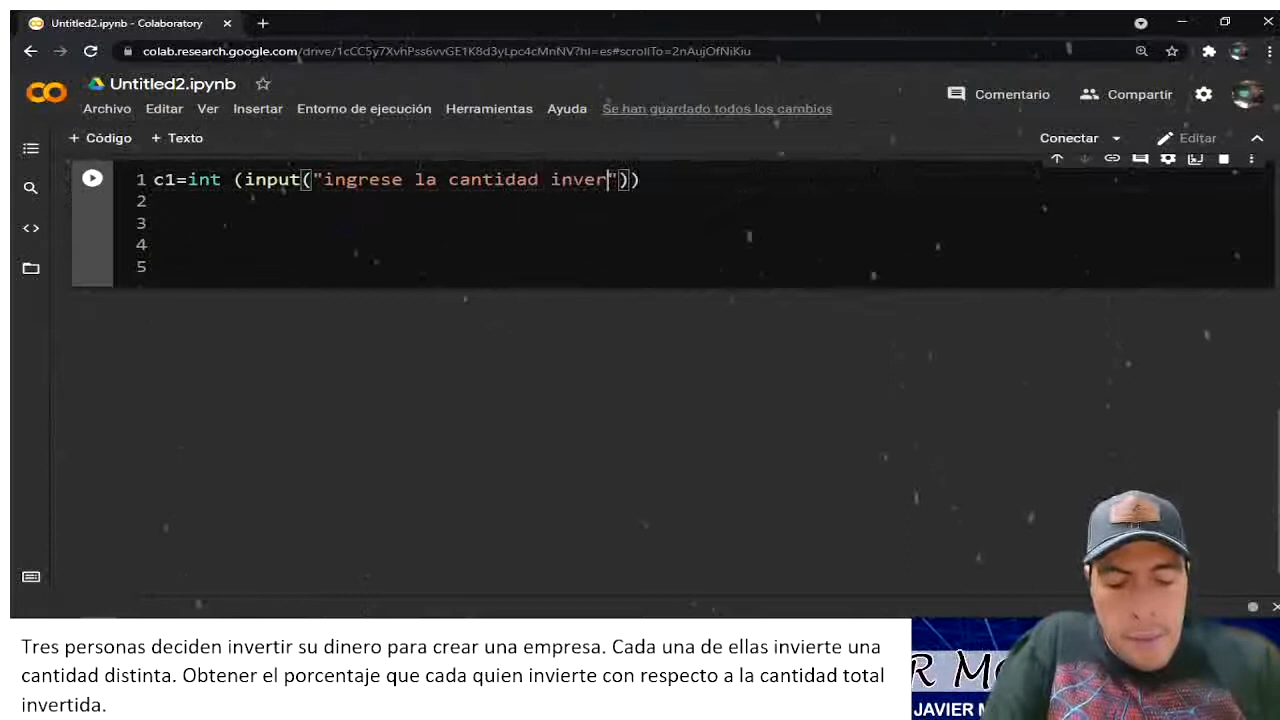 Untitled2.ipynb - Colaboratory
colab.research.google.com/drive/1cCC5y7XvhPss6vvGE1K8d3yLpc4cMnNV?hl=es#scrollTo=2nAujOfNiKiu
CO Untitled2.ipynb
Archivo Editar Ver Insertar Entorno de ejecución Herramientas Ayuda Se han guardado todos los cambios
Comentario Compartir
+ Código + Texto
Conectar Editar
1 c1=int (input("ingrese la cantidad inver"))
2
3
4
5
Tres personas deciden invertir su dinero para crear una empresa. Cada una de ellas invierte una
cantidad distinta. Obtener el porcentaje que cada quien invierte con respecto a la cantidad total
invertida.
JAVIER